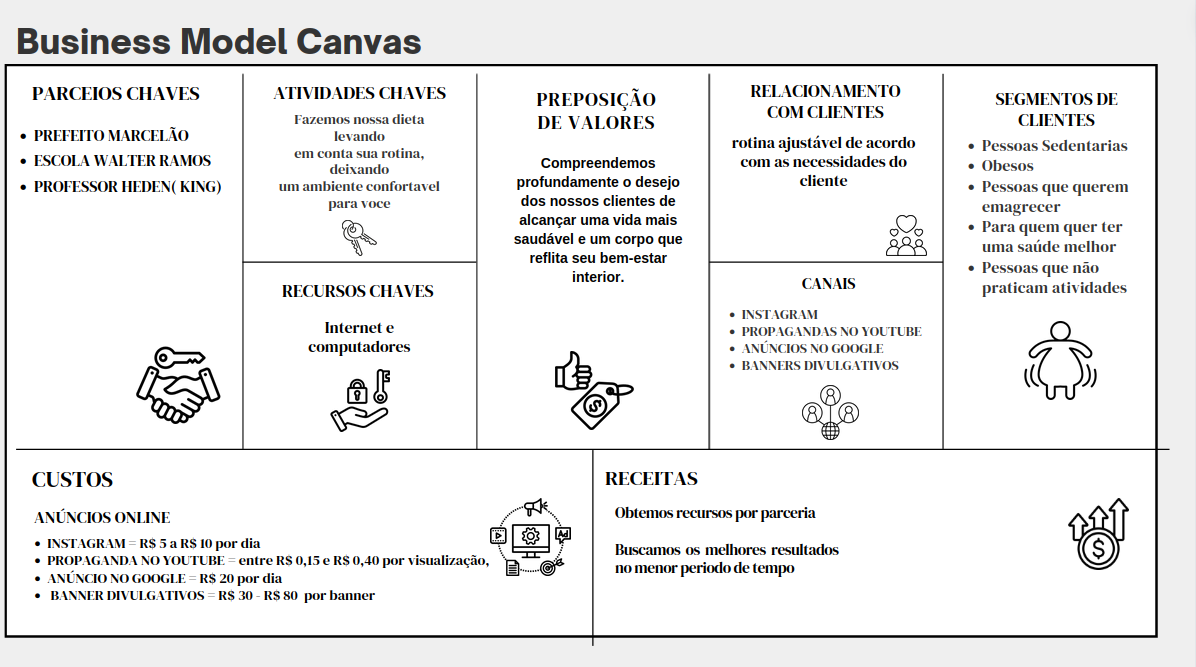 Business Model Canvas
PARCEIOS CHAVES
• PREFEITO MARCELÃO
• ESCOLA WALTER RAMOS
• PROFESSOR HEDEN( KING)
ATIVIDADES CHAVES
Fazemos nossa dieta
levando
em conta sua rotina,
deixando
um ambiente confortavel
para voce
RECURSOS CHAVES
Internet e
computadores
PREPOSIÇÃO
DE VALORES
Compreendemos
profundamente o desejo
dos nossos clientes de
alcançar uma vida mais
saudável e um corpo que
reflita seu bem-estar
interior.
RELACIONAMENTO
COM CLIENTES
rotina ajustável de acordo
com as necessidades do
cliente
CANAIS
• INSTAGRAM
• PROPAGANDAS NO YOUTUBE
• ANÚNCIOS NO GOOGLE
• BANNERS DIVULGATIVOS
SEGMENTOS DE
CLIENTES
• Pessoas Sedentarias
• Obesos
• Pessoas que querem
emagrecer
• Para quem quer ter
uma saúde melhor
• Pessoas que não
praticam atividades
CUSTOS
ANÚNCIOS ONLINE
• INSTAGRAM = R$ 5 a R$ 10 por dia
• PROPAGANDA NO YOUTUBE = entre R$ 0,15 e R$ 0,40 por visualização,
• ANÚNCIO NO GOOGLE = R$ 20 por dia
• BANNER DIVULGATIVOS = R$ 30 - R$ 80 por banner
Ad
RECEITAS
Obtemos recursos por parceria
Buscamos os melhores resultados
no menor periodo de tempo